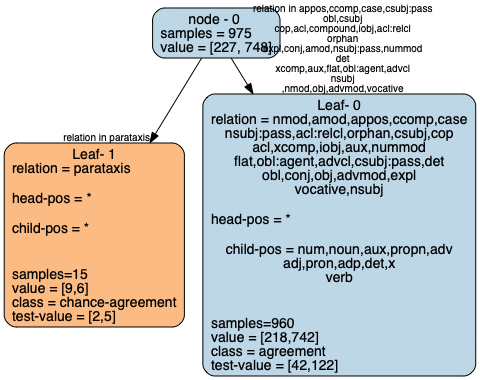 node - 0
samples = 975
value = [227, 748]
relation in appos,ccomp,case,csubj:pass
obl,csubj
cop,acl,compound,iobj,acl:relcl
orphan
expl,conj,amod,nsubj:pass,nummod
det
xcomp,aux,flat,obl:agent,advcl
nsubj
,nmod,obj,advmod,vocative
relation in parataxis
Leaf- 1
relation = parataxis
head-pos = *
child-pos = *
samples=15
value = [9,6]
class = chance-agreement
test-value = [2,5]
Leaf- 0
relation = nmod,amod,appos,ccomp,case
nsubj:pass,acl:relcl,orphan,csubj,cop
acl,xcomp,iobj,aux,nummod
flat,obl:agent,advcl,csubj:pass,det
obl,conj,obj,advmod,expl
vocative,nsubj
head-pos = *
child-pos = num,noun,aux,propn,adv
adj,pron,adp,det,x
verb
samples=960
value = [218,742]
class = agreement
test-value = [42,122]